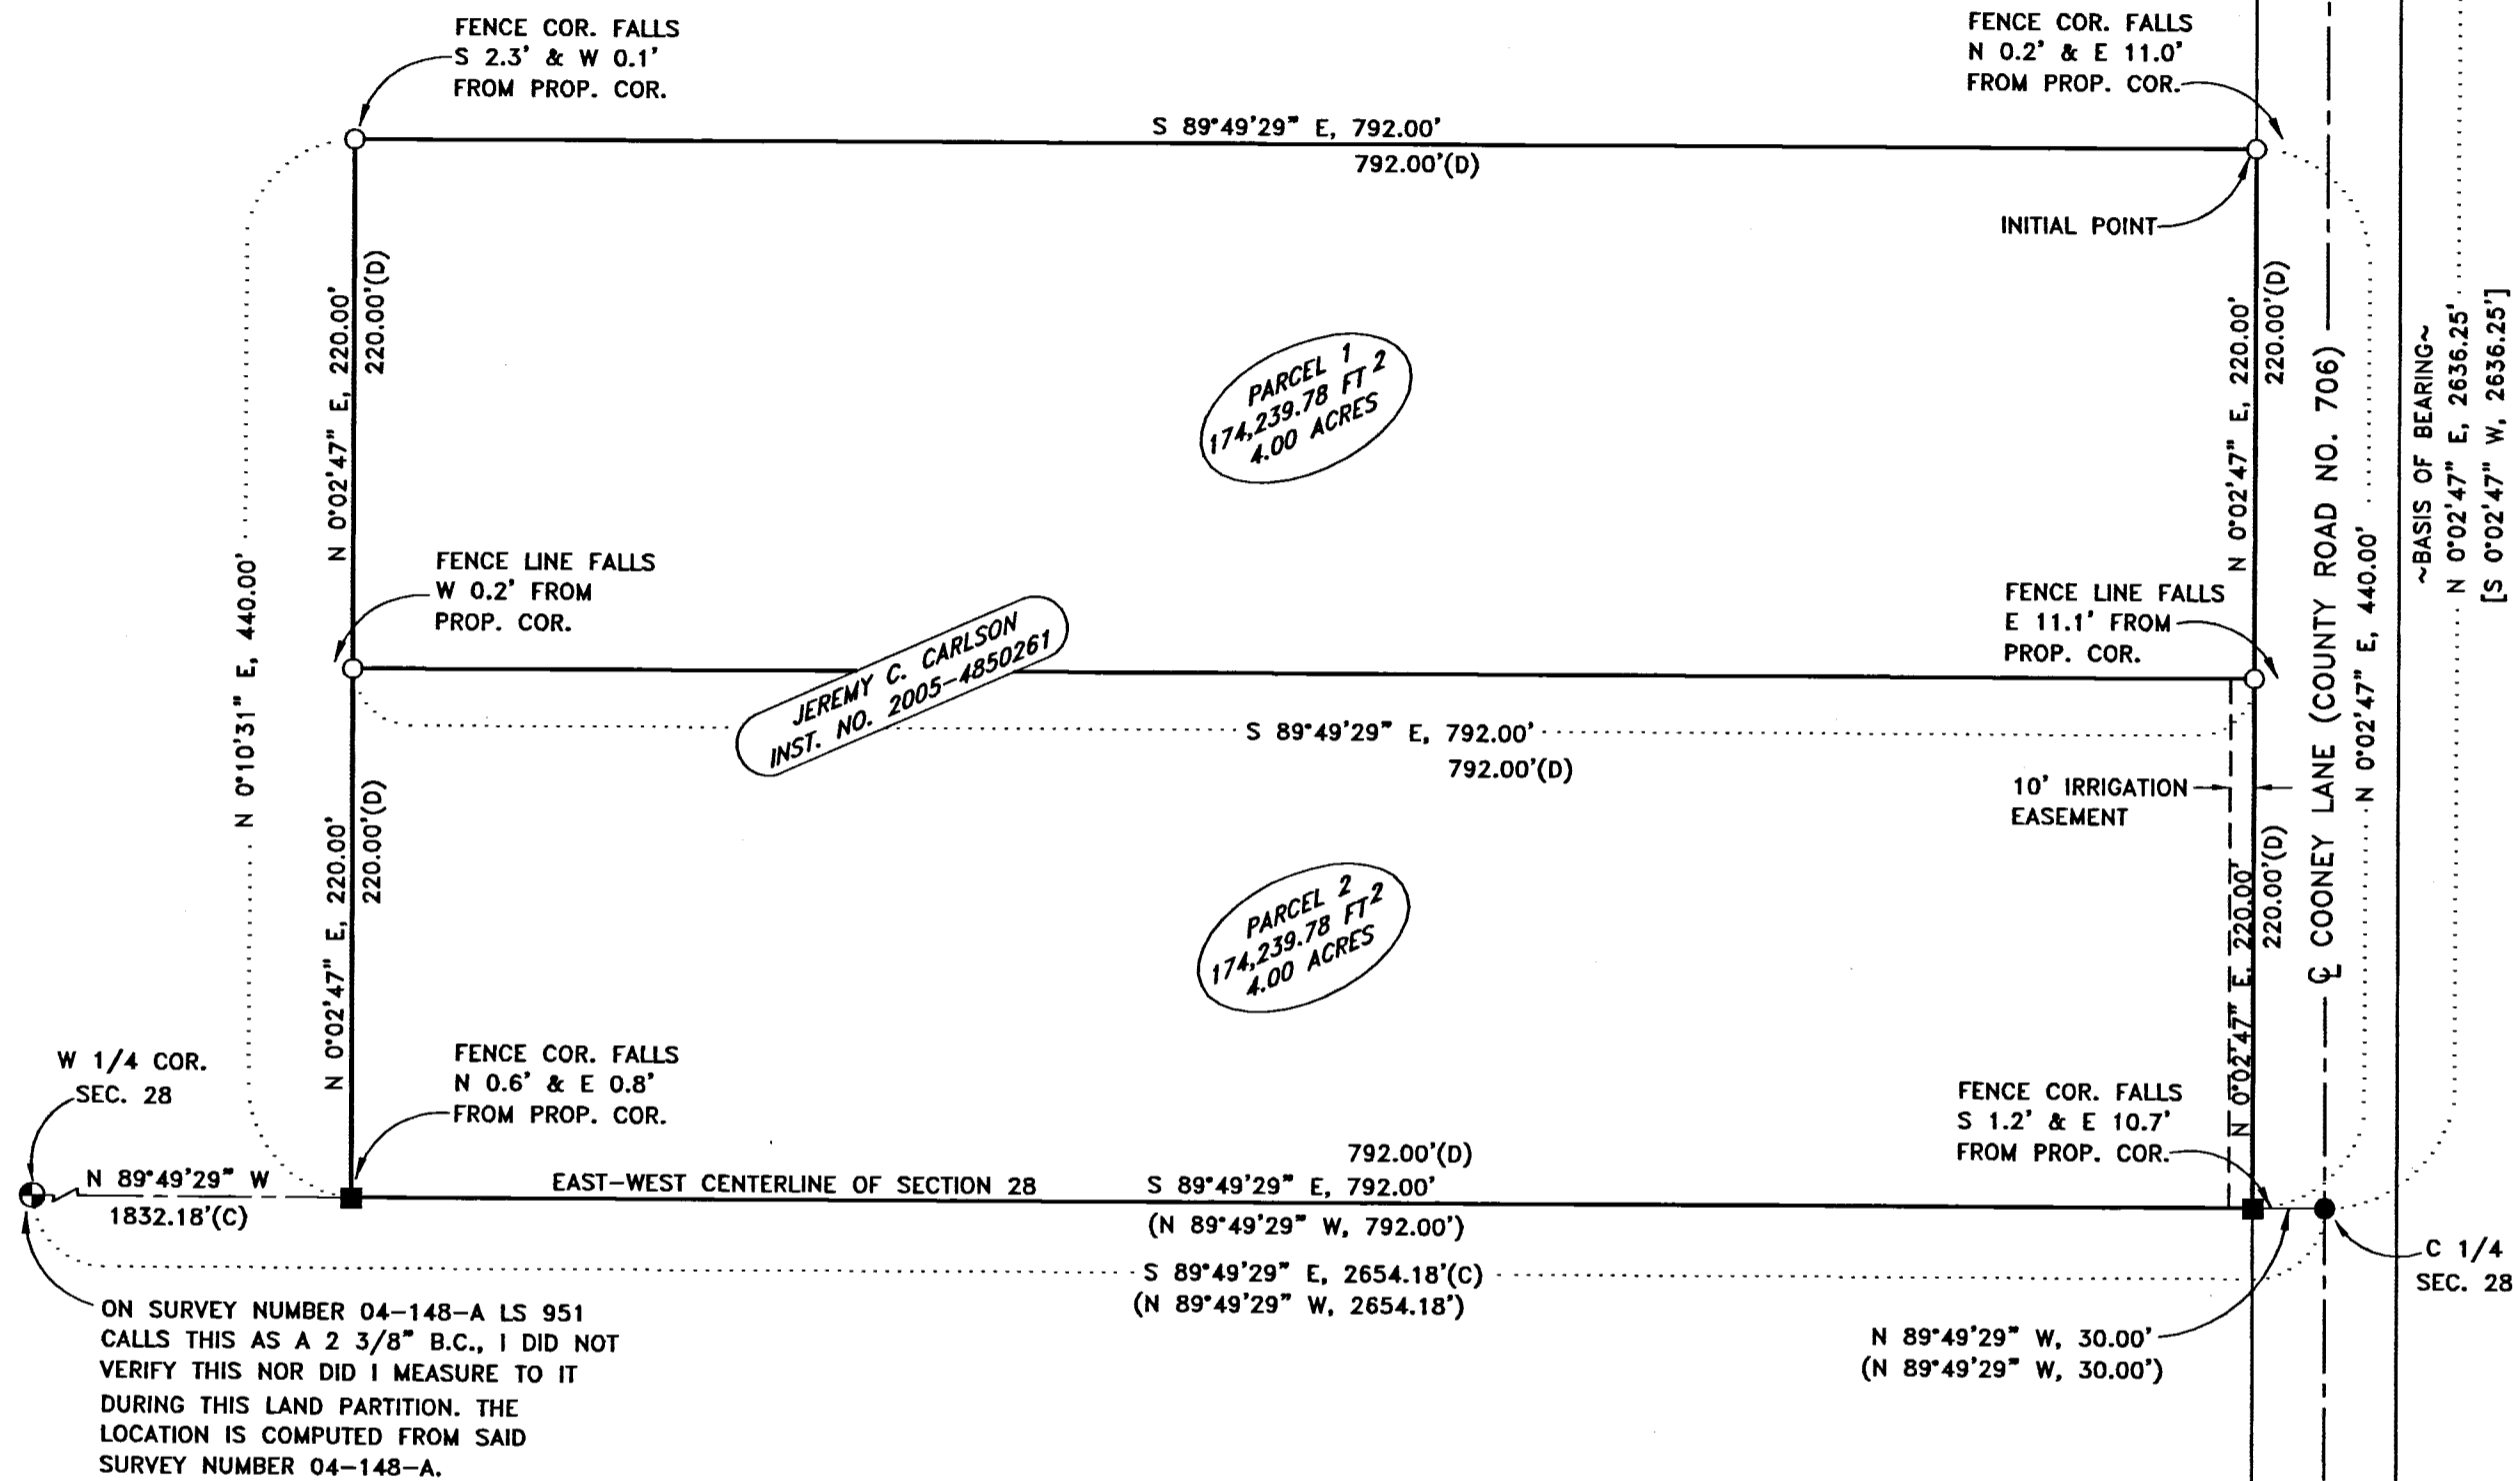 FENCE COR. FALLS
S 2.3' & W 0.1'
FROM PROP. COR.
FENCE COR. FALLS
N 0.2' & E 11.0'
FROM PROP. COR.
S 89°49'29" E, 792.00'
792.00'(D)
INITIAL POINT
N 0°02'47" E, 220.00'
220.00'(D)
PARCEL 1
174,239.78 FT 2
4.00 ACRES
N 0°02'47" E, 220.00'
220.00'(D)
℄ COONEY LANE (COUNTY ROAD NO. 706)
N 0°02'47" E, 440.00'
~BASIS OF BEARING~
N 0°02'47" E, 2636.25'
[S 0°02'47" W, 2636.25']
N 0°10'31" E, 440.00'
FENCE LINE FALLS
W 0.2' FROM
PROP. COR.
JEREMY C. CARLSON
INST. NO. 2005-4850261
FENCE LINE FALLS
E 11.1' FROM
PROP. COR.
S 89°49'29" E, 792.00'
792.00'(D)
10' IRRIGATION
EASEMENT
N 0°02'47" E, 220.00'
220.00'(D)
PARCEL 2
174,239.78 FT2
4.00 ACRES
N 0°02'47" E, 220.00'
220.00'(D)
W 1/4 COR.
SEC. 28
FENCE COR. FALLS
N 0.6' & E 0.8'
FROM PROP. COR.
FENCE COR. FALLS
S 1.2' & E 10.7'
FROM PROP. COR.
N 89°49'29" W
1832.18'(C)
EAST-WEST CENTERLINE OF SECTION 28
792.00'(D)
S 89°49'29" E, 792.00'
(N 89°49'29" W, 792.00')
S 89°49'29" E, 2654.18'(C)
(N 89°49'29" W, 2654.18')
C 1/4
SEC. 28
N 89°49'29" W, 30.00'
(N 89°49'29" W, 30.00')
ON SURVEY NUMBER 04-148-A LS 951
CALLS THIS AS A 2 3/8" B.C., I DID NOT
VERIFY THIS NOR DID I MEASURE TO IT
DURING THIS LAND PARTITION. THE
LOCATION IS COMPUTED FROM SAID
SURVEY NUMBER 04-148-A.